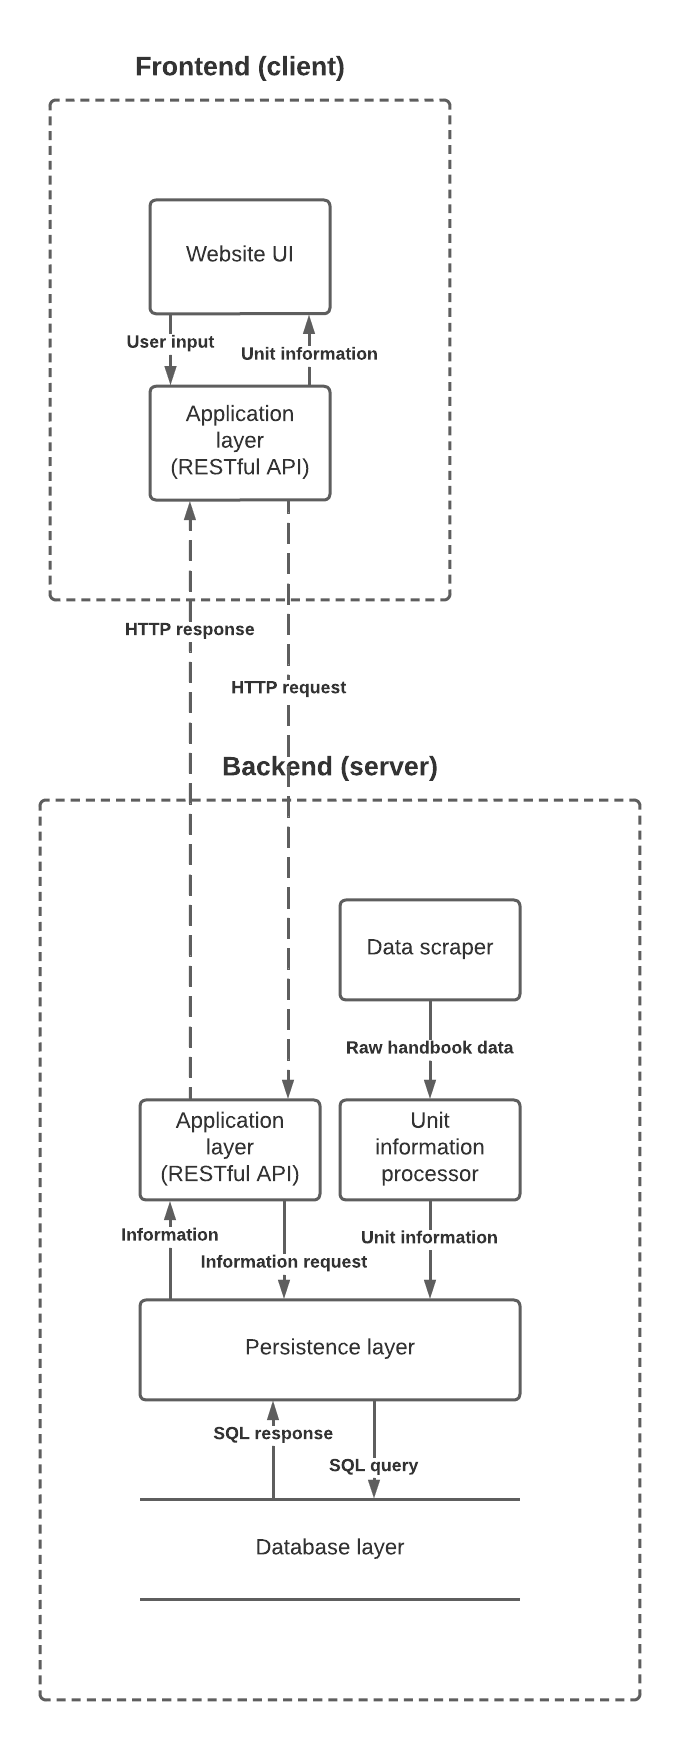 Frontend (client)
Website UI
User input
Unit information
Application
layer
(RESTful API)
HTTP response
HTTP request
Backend (server)
Data scraper
Raw handbook data
Application
layer
(RESTful API)
Unit
information
processor
Information
Information request
Unit information
Persistence layer
SQL response
SQL query
Database layer